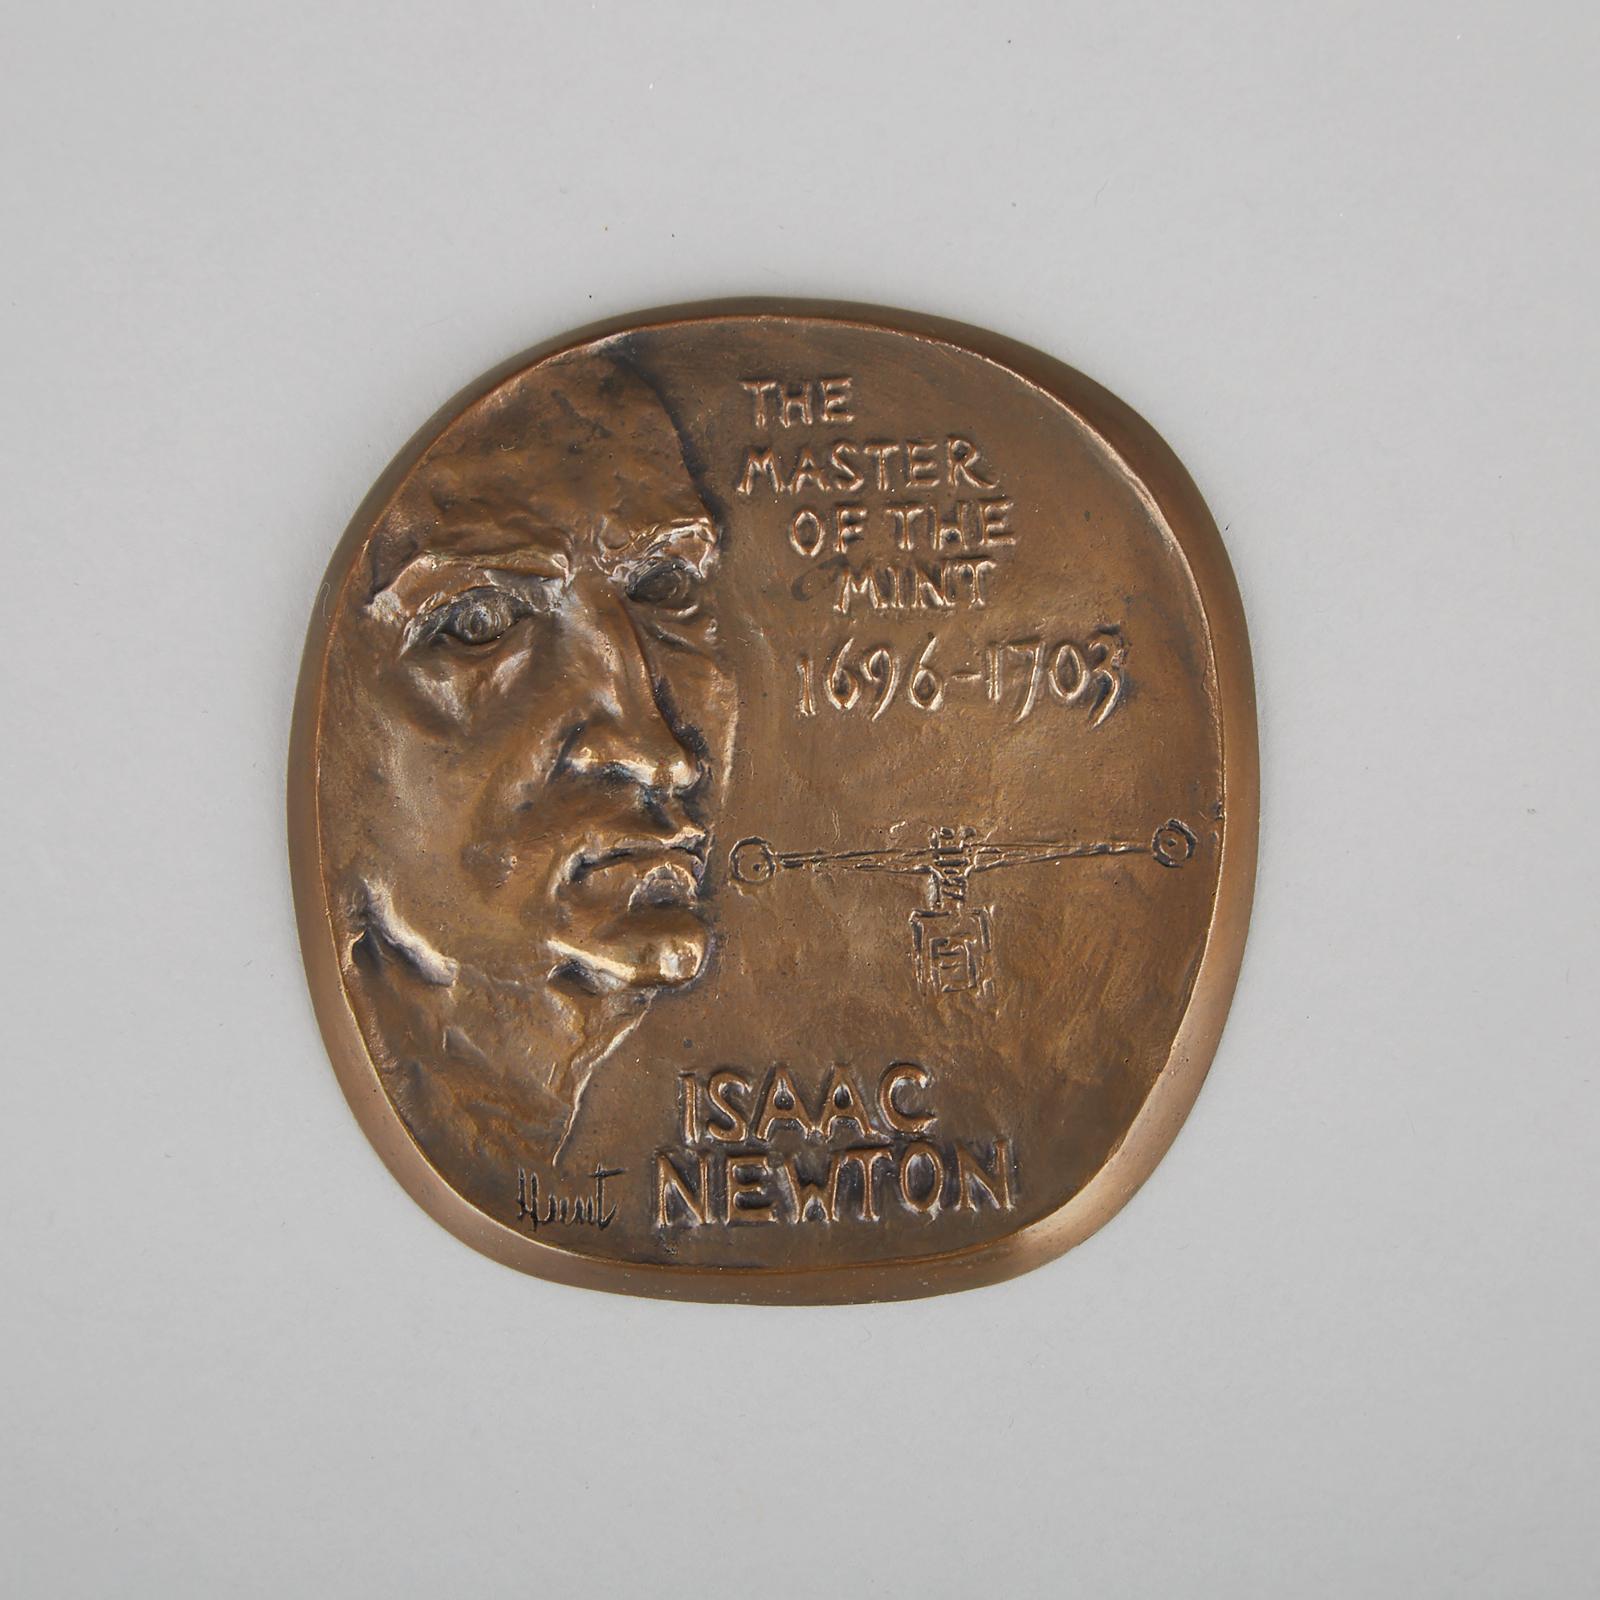 THE
MASTER
OF THE
MINT
1696-1703
ISAAC
NEWTON
Hunt